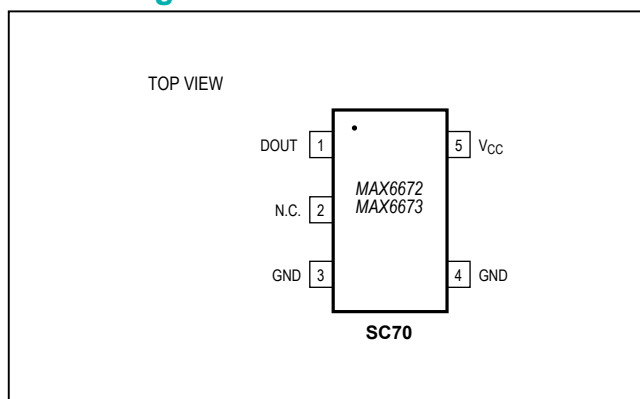 TOP VIEW
DOUT 1
5 VCC
N.C. 2
MAX6672
MAX6673
GND 3
4 GND
SC70